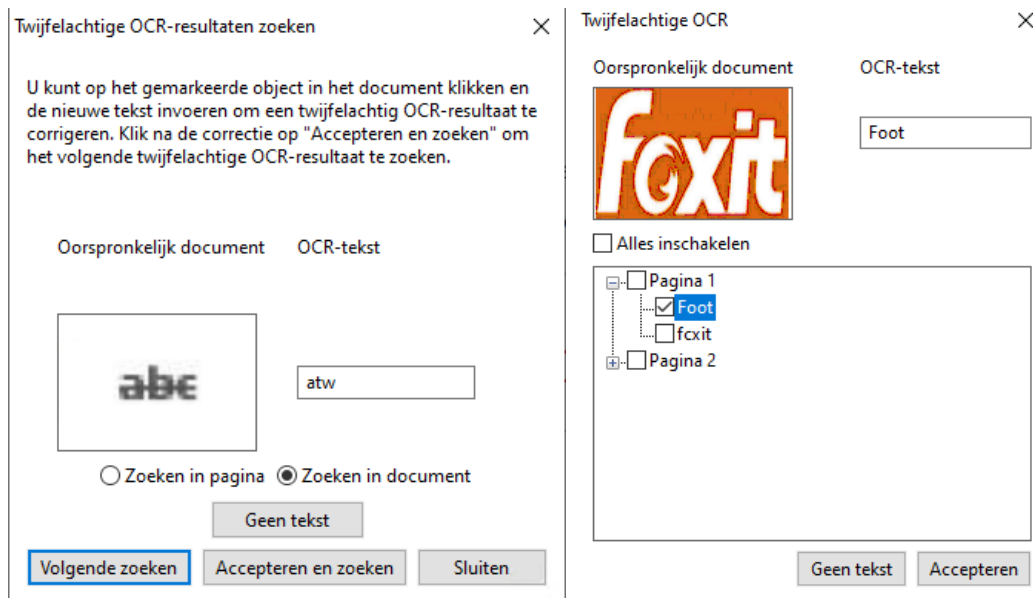 Twijfelachtige OCR-resultaten zoeken
U kunt op het gemarkeerde object in het document klikken en
de nieuwe tekst invoeren om een twijfelachtig OCR-resultaat te
corrigeren. Klik na de correctie op "Accepteren en zoeken" om
het volgende twijfelachtige OCR-resultaat te zoeken.
Oorspronkelijk document OCR-tekst
abc
atw
Zoeken in pagina Zoeken in document
Geen tekst
Volgende zoeken Accepteren en zoeken Sluiten
Twijfelachtige OCR
Oorspronkelijk document OCR-tekst
fcxit
Foot
Alles inschakelen
Pagina 1
Foot
fcxit
Pagina 2
Geen tekst Accepteren